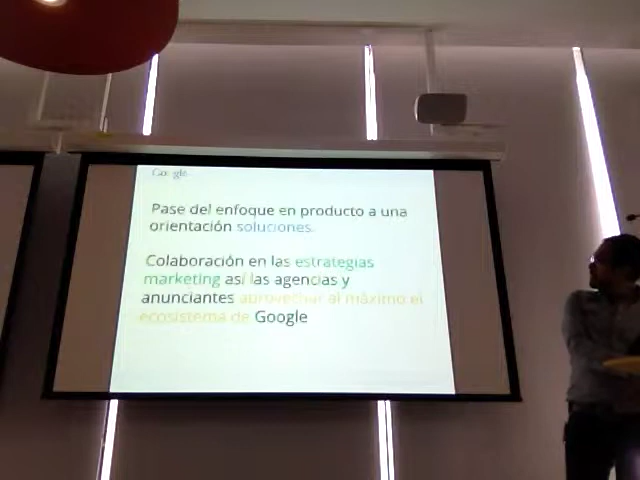 Google
Pase del enfoque en producto a una
orientación soluciones.
Colaboración en las estrategias
marketing así las agencias y
anunciantes aprovechar al máximo el
ecosistema de Google